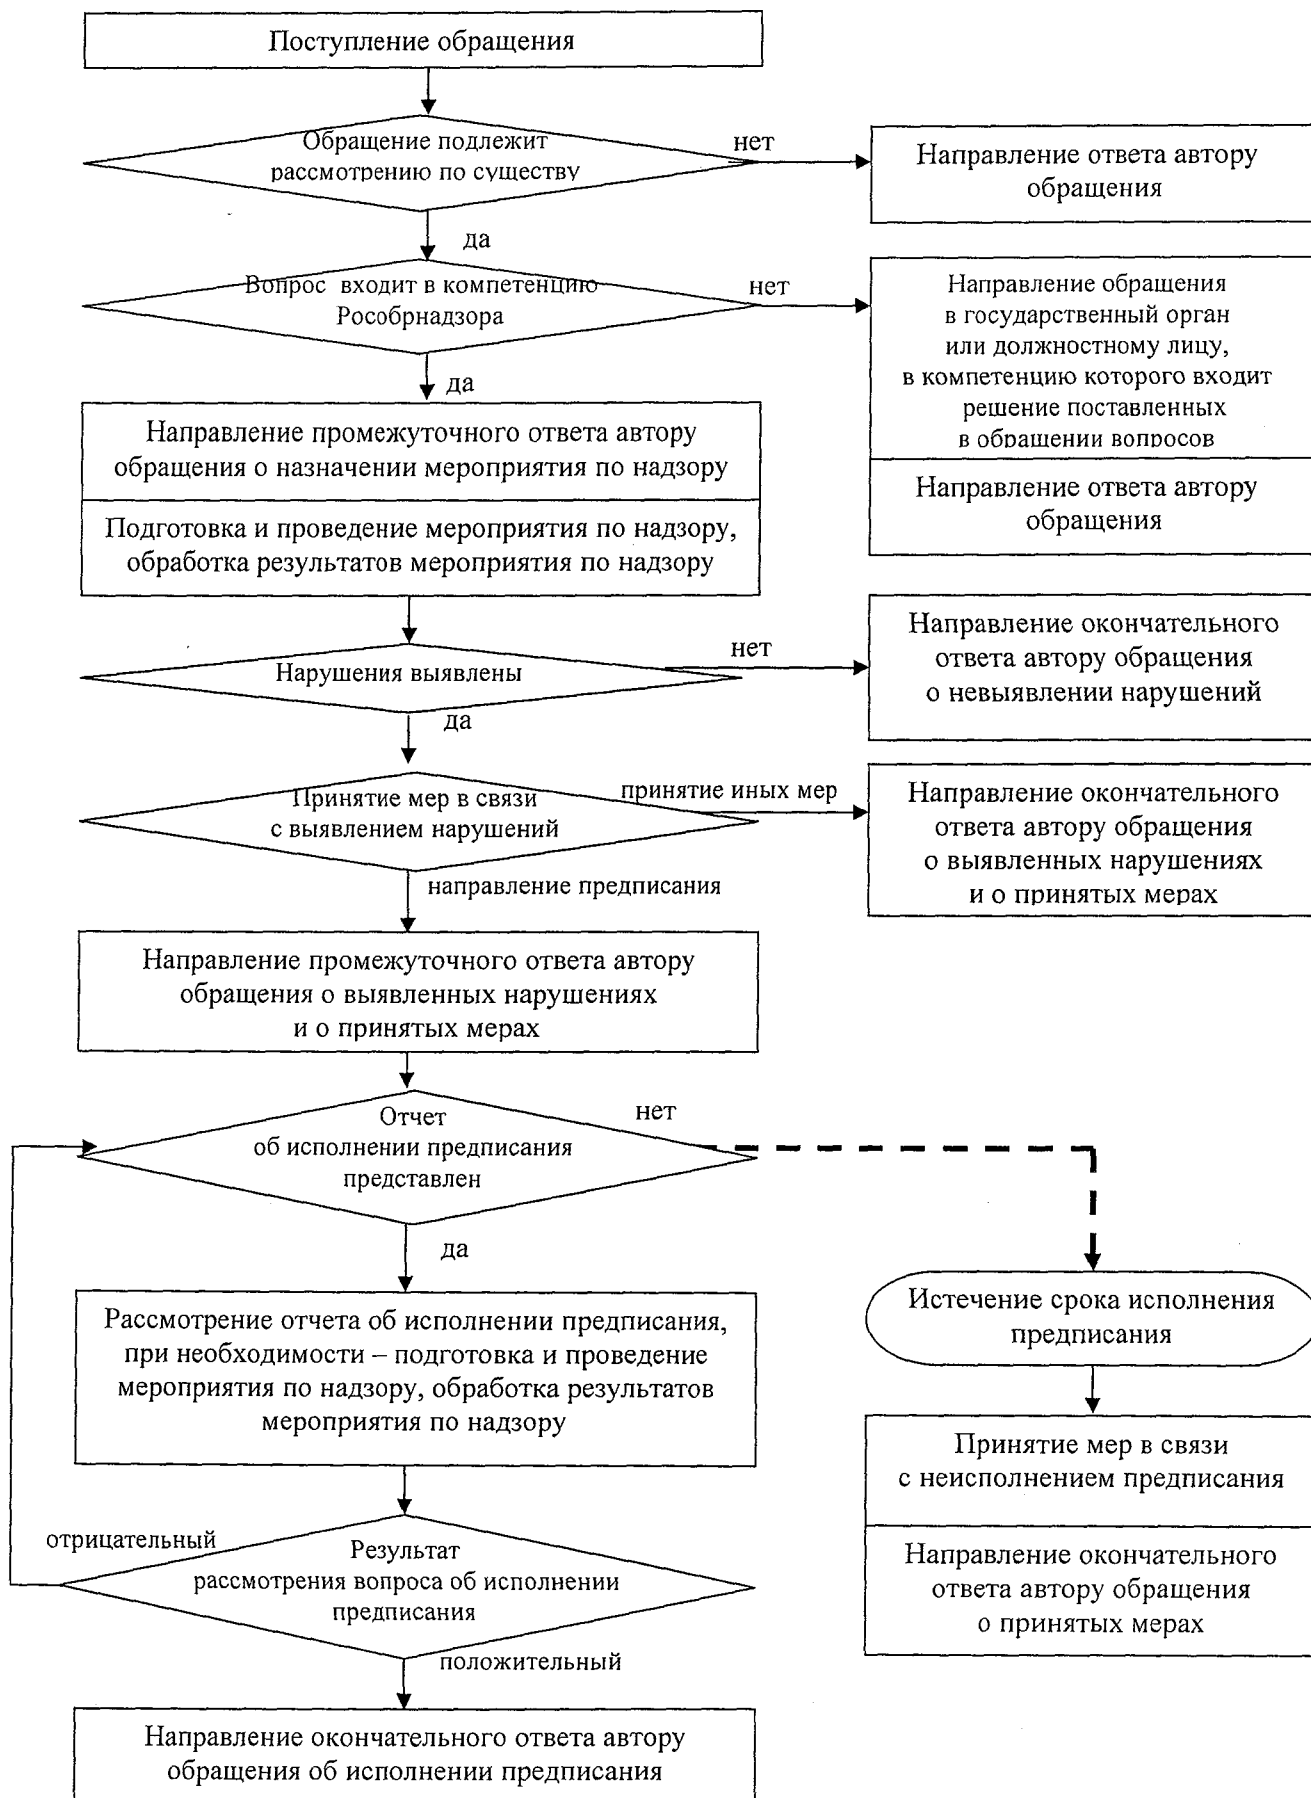 Поступление обращения
Обращение подлежит
рассмотрению по существу
нет
Направление ответа автору
обращения
да
Вопрос входит в компетенцию
Рособрнадзора
нет
Направление обращения
в государственный орган
или должностному лицу,
в компетенцию которого входит
решение поставленных
в обращении вопросов
Направление ответа автору
обращения
да
Направление промежуточного ответа автору
обращения о назначении мероприятия по надзору
Подготовка и проведение мероприятия по надзору,
обработка результатов мероприятия по надзору
Нарушения выявлены
нет
Направление окончательного
ответа автору обращения
о невыявлении нарушений
да
Принятие мер в связи
с выявлением нарушений
принятие иных мер
Направление окончательного
ответа автору обращения
о выявленных нарушениях
и о принятых мерах
направление предписания
Направление промежуточного ответа автору
обращения о выявленных нарушениях
и о принятых мерах
Отчет
об исполнении предписания
представлен
нет
да
Истечение срока исполнения
предписания
Рассмотрение отчета об исполнении предписания,
при необходимости – подготовка и проведение
мероприятия по надзору, обработка результатов
мероприятия по надзору
Принятие мер в связи
с неисполнением предписания
Направление окончательного
ответа автору обращения
о принятых мерах
отрицательный
Результат
рассмотрения вопроса об исполнении
предписания
положительный
Направление окончательного ответа автору
обращения об исполнении предписания